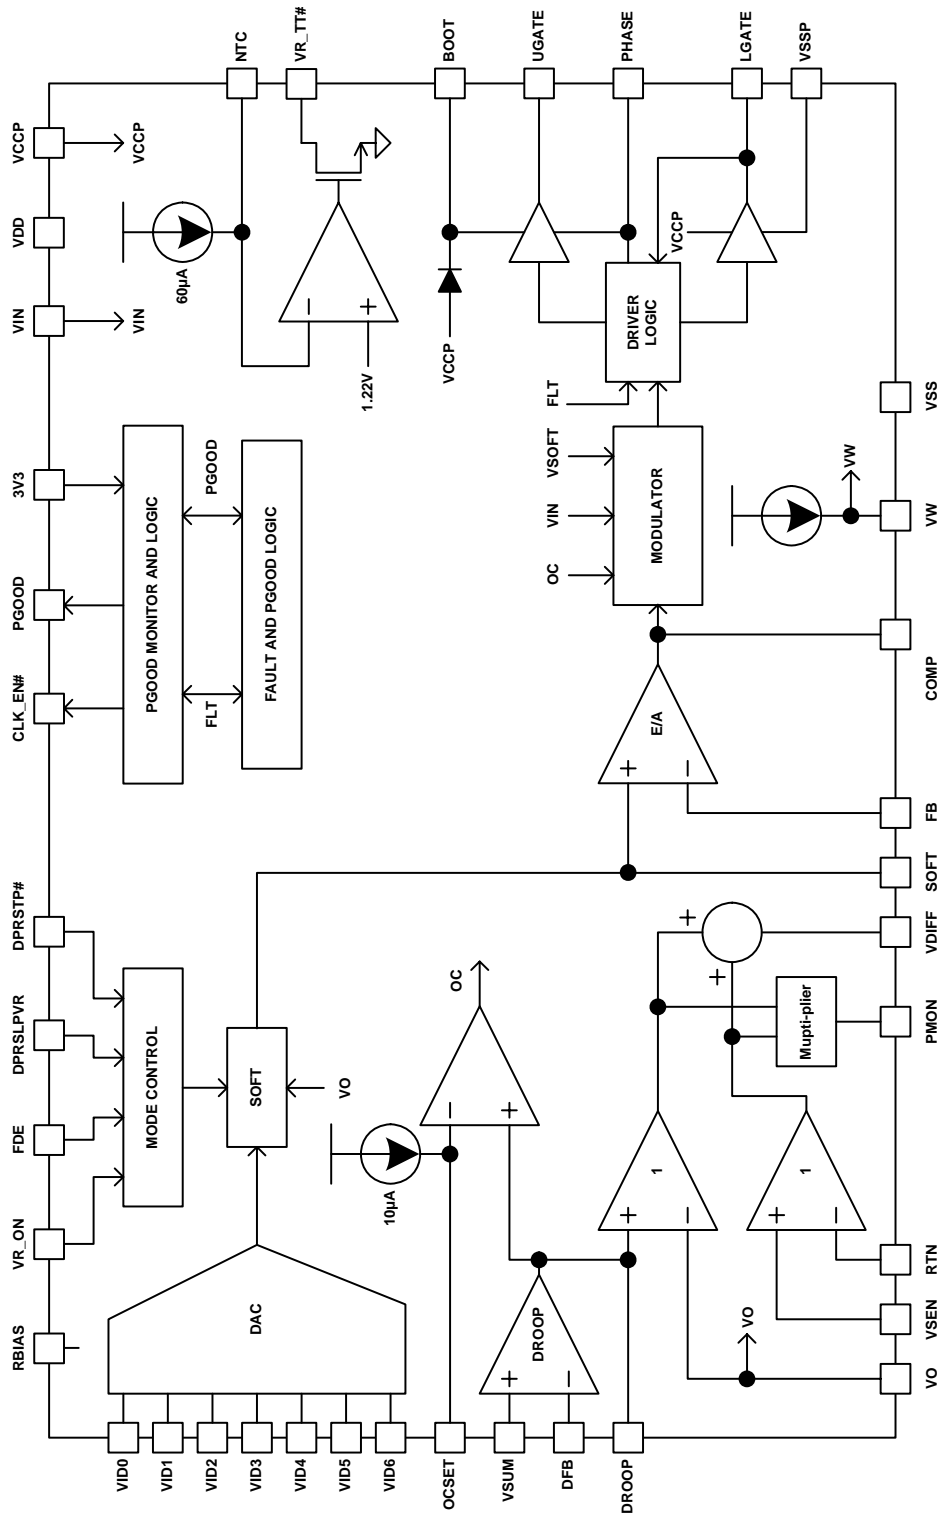 RBIAS
VR_ON
FDE
DPRSLPVR
DPRSTP#
CLK_EN#
PGOOD
3V3
VIN
VDD
VCCP
VID0
VID1
VID2
VID3
VID4
VID5
VID6
DAC
MODE CONTROL
SOFT
VO
PGOOD MONITOR AND LOGIC
FLT
PGOOD
FAULT AND PGOOD LOGIC
VIN
VCCP
60µA
NTC
VR_TT#
1.22V
−
+
OCSET
10µA
−
+
OC
VSUM
DFB
DROOP
+
−
DROOP
VCCP
BOOT
UGATE
PHASE
LGATE
VSSP
VCCP
DRIVER
LOGIC
FLT
VSOFT
VIN
OC
MODULATOR
E/A
+
−
1
+
−
1
+
−
+
+
Mupti-plier
VO
VW
VO
VSEN
RTN
PMON
VDIFF
SOFT
FB
COMP
VW
VSS